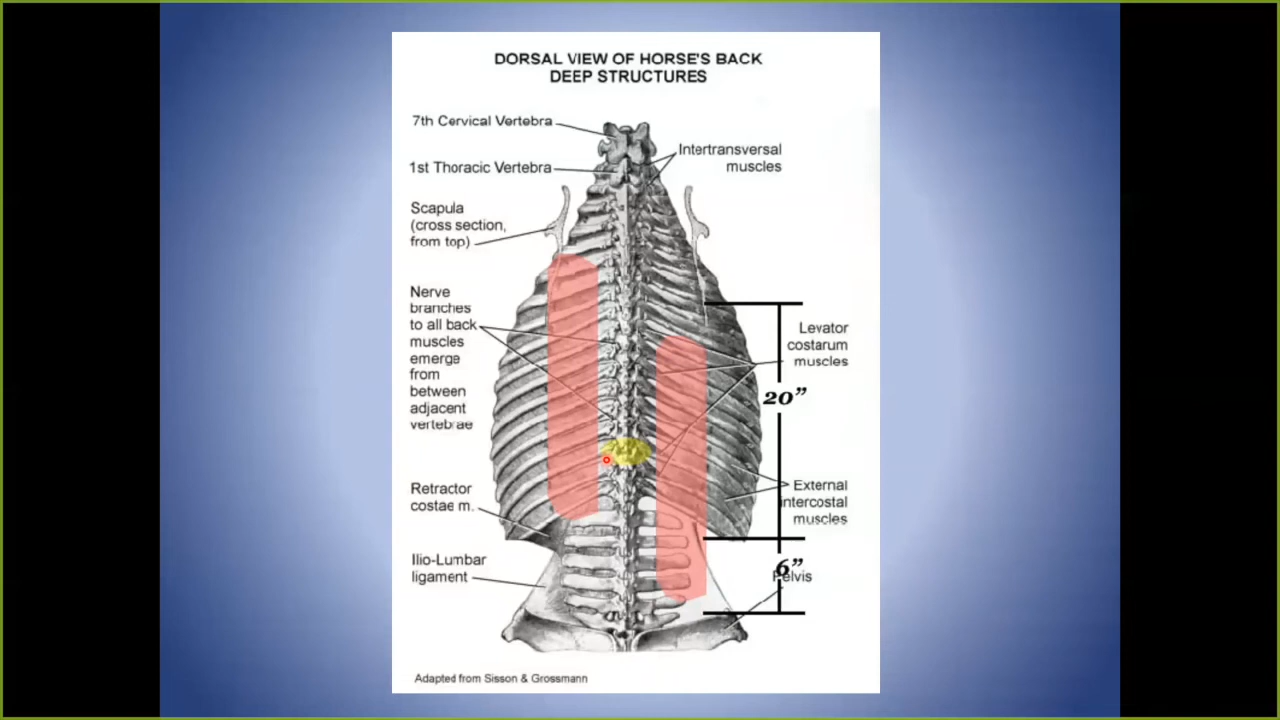 DORSAL VIEW OF HORSE'S BACK
DEEP STRUCTURES
7th Cervical Vertebra
Intertransversal
muscles
1st Thoracic Vertebra
Scapula
(cross section,
from top)
Nerve
branches
to all back
muscles
emerge
from
between
adjacent
vertebrae
Levator
costarum
muscles
20"
Retractor
costae m.
External
intercostal
muscles
Ilio-Lumbar
ligament
6"
Pelvis
Adapted from Sisson & Grossmann